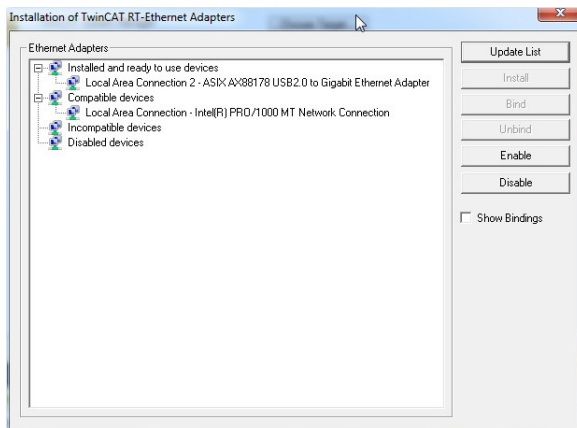 Installation of TwinCAT RT-Ethernet Adapters
Ethernet Adapters
Installed and ready to use devices
Local Area Connection 2 - ASIX AX88178 USB2.0 to Gigabit Ethernet Adapter
Compatible devices
Local Area Connection - Intel(R) PRO/1000 MT Network Connection
Incompatible devices
Disabled devices
Update List
Install
Bind
Unbind
Enable
Disable
Show Bindings